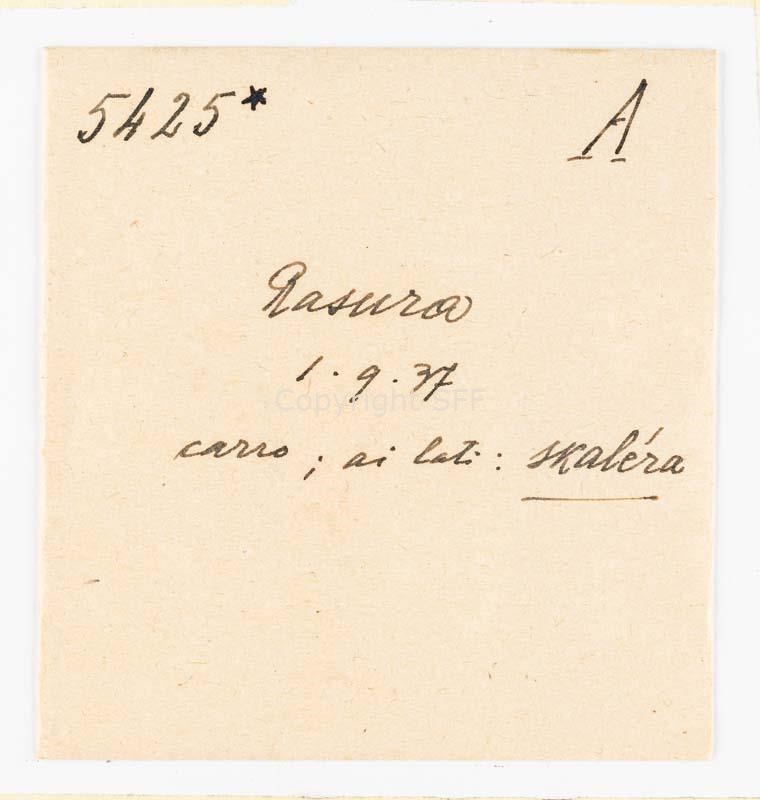 5425* A
Rasura
1.9.37
Copyright SFF
carro ; ai lati : skaléra